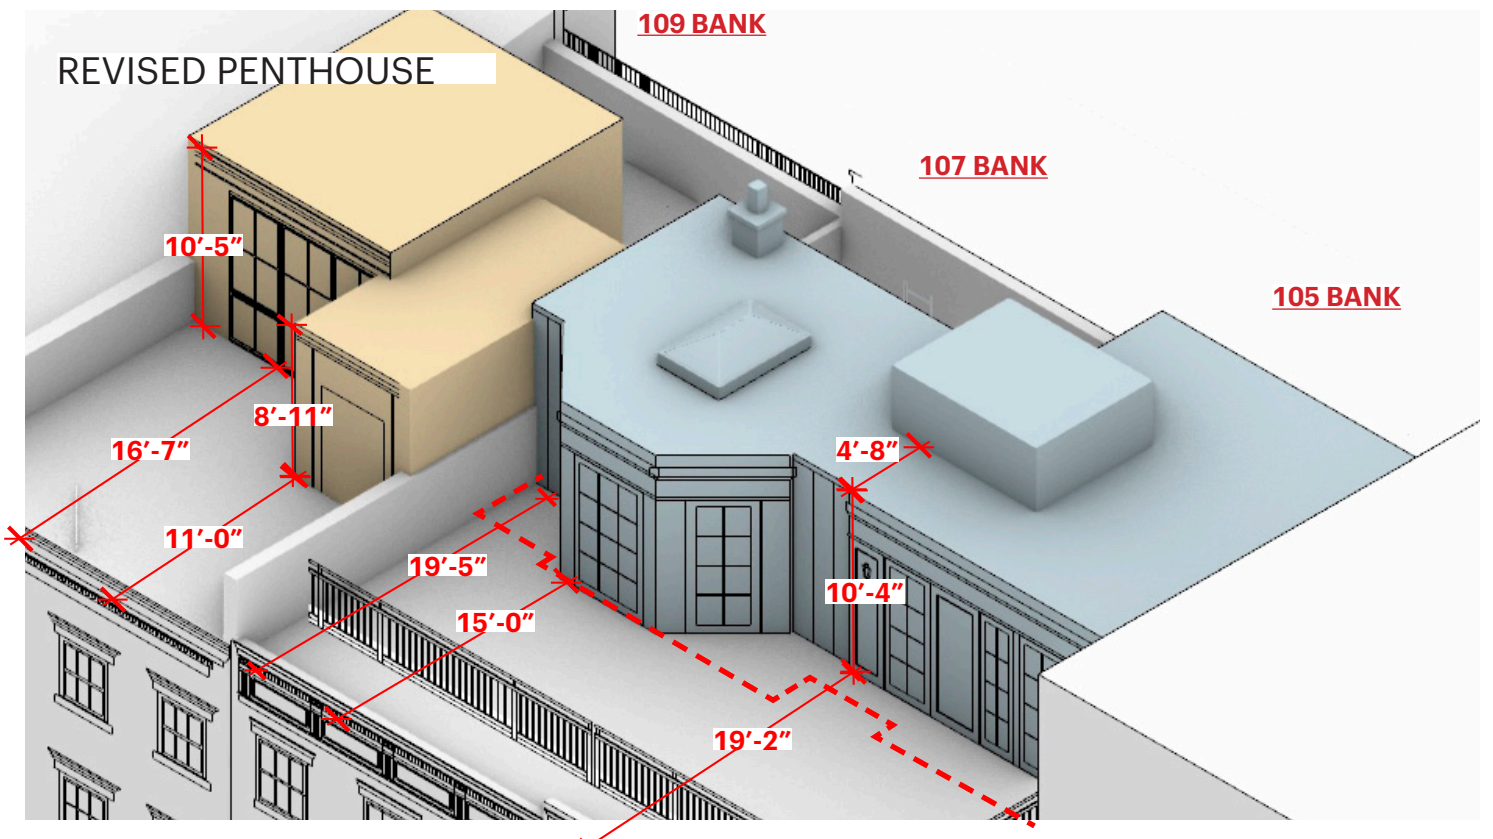 109 BANK
REVISED PENTHOUSE
107 BANK
10’-5”
105 BANK
8’-11”
16’-7”
4’-8”
11’-0”
19’-5”
10’-4”
15’-0”
19’-2”